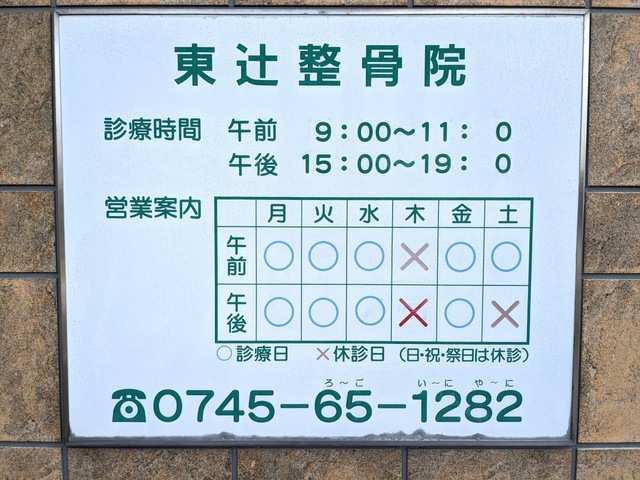 東辻整骨院
診療時間 午前 9：00〜11： 0
午後 15：00〜19： 0
営業案内
月 火 水 木 金 土
午前 ○ ○ ○ × ○ ○
午後 ○ ○ ○ × ○ ×
○診療日 ×休診日 （日・祝・祭日は休診）
ろ〜ご い〜に や〜に
☎0745－65－1282